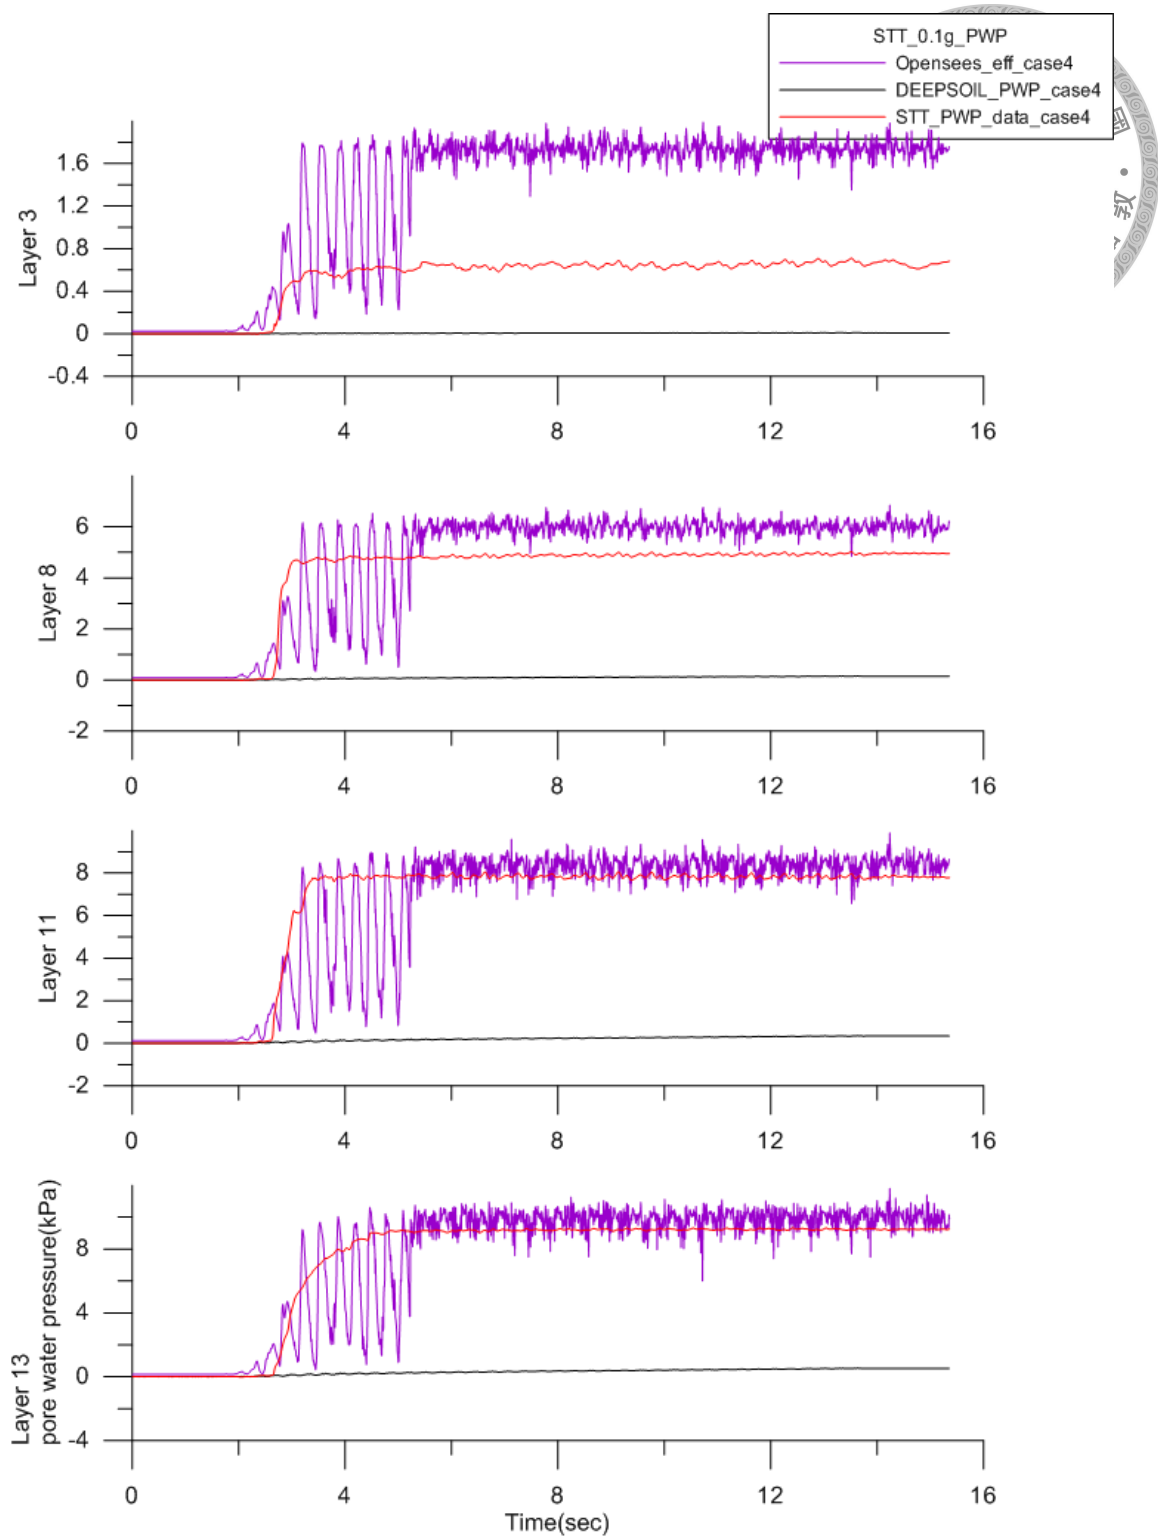 STT_0.1g_PWP
Opensees_eff_case4
DEEPSOIL_PWP_case4
STT_PWP_data_case4
國
•
教
Layer 3
1.6
1.2
0.8
0.4
0
-0.4
0 4 8 12 16
Layer 8
6
4
2
0
-2
0 4 8 12 16
Layer 11
8
6
4
2
0
-2
0 4 8 12 16
Layer 13
pore water pressure(kPa)
8
4
0
-4
0 4 8 12 16
Time(sec)